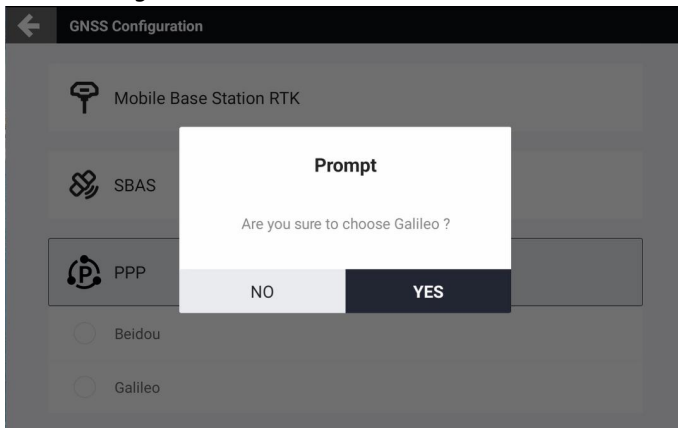 GNSS Configuration
Mobile Base Station RTK
SBAS
PPP
Beidou
Galileo
Prompt
Are you sure to choose Galileo ?
NO
YES